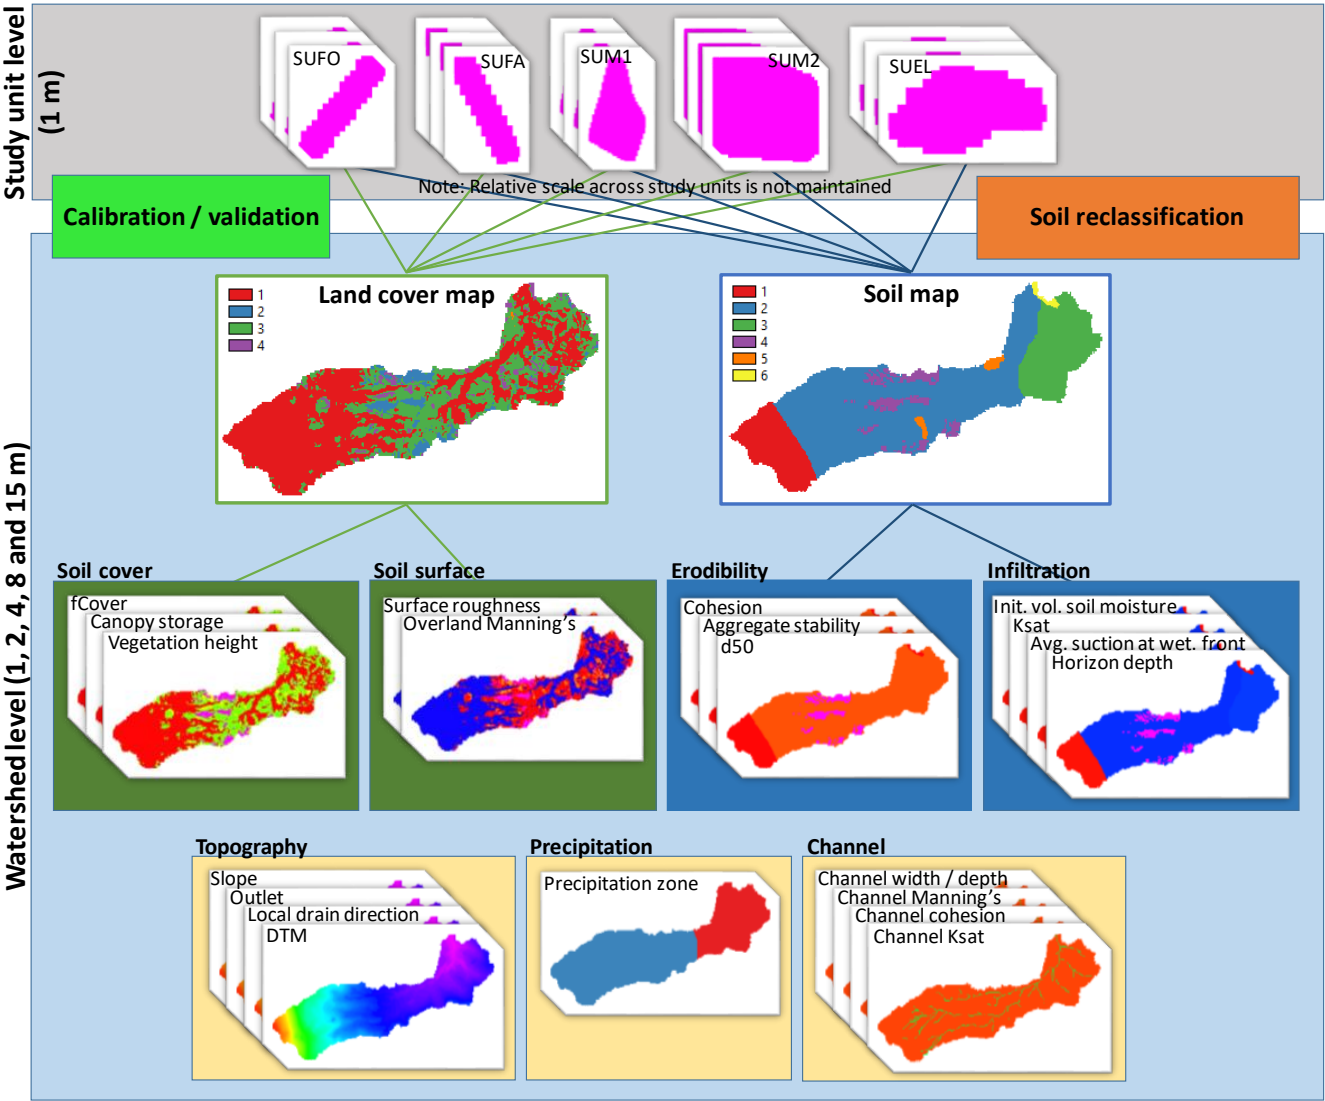 Study unit level
(1 m)
SUFO
SUFA
SUM1
SUM2
SUEL
Note: Relative scale across study units is not maintained
Calibration / validation
Soil reclassification
Watershed level (1, 2, 4, 8 and 15 m)
Land cover map
1
2
3
4
Soil map
1
2
3
4
5
6
Soil cover
fCover
Canopy storage
Vegetation height
Soil surface
Surface roughness
Overland Manning's
Erodibility
Cohesion
Aggregate stability
d50
Infiltration
Init. vol. soil moisture
Ksat
Avg. suction at wet. front
Horizon depth
Topography
Slope
Outlet
Local drain direction
DTM
Precipitation
Precipitation zone
Channel
Channel width / depth
Channel Manning's
Channel cohesion
Channel Ksat